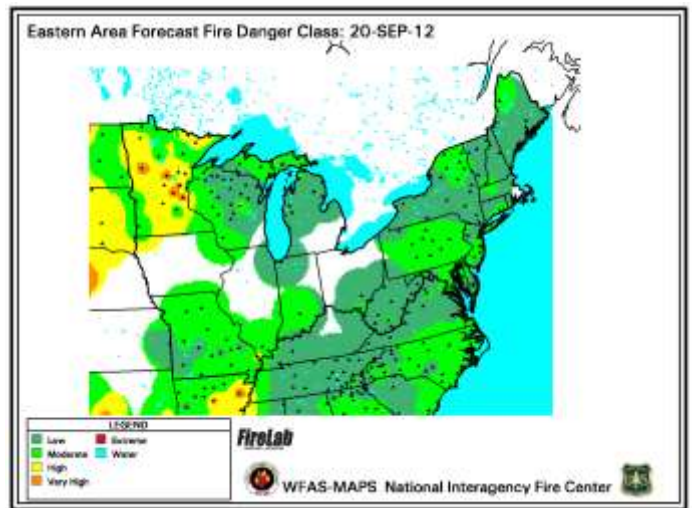 Eastern Area Forecast Fire Danger Class: 20-SEP-12
LEGEND
Low
Extreme
Moderate
Water
High
Very High
FireLab
WFAS-MAPS National Interagency Fire Center